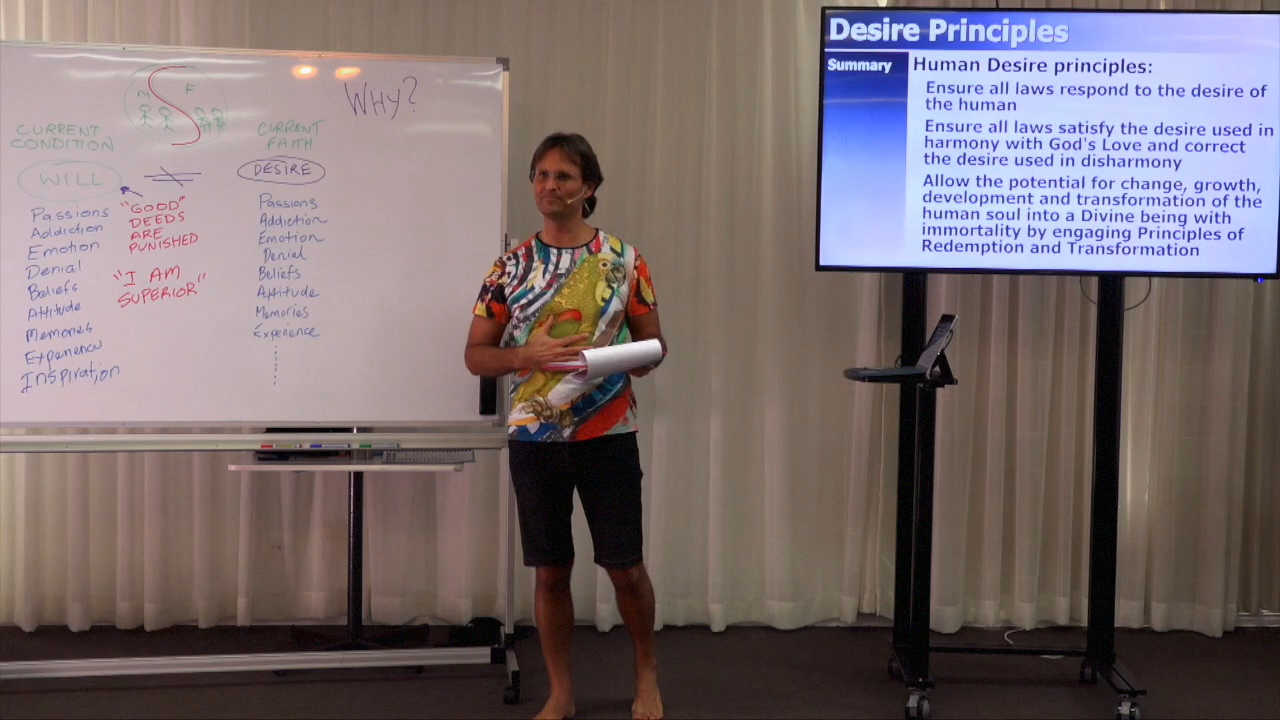 M F
WHY?
CURRENT
CONDITION
WILL
Passions
Addiction
Emotion
Denial
Beliefs
Attitude
Memories
Experience
Inspiration
"GOOD"
DEEDS
ARE
PUNISHED
"I AM
SUPERIOR"
CURRENT
FAITH
DESIRE
Passions
Addiction
Emotion
Denial
Beliefs
Attitude
Memories
Experience
Desire Principles
Summary
Human Desire principles:
Ensure all laws respond to the desire of
the human
Ensure all laws satisfy the desire used in
harmony with God's Love and correct
the desire used in disharmony
Allow the potential for change, growth,
development and transformation of the
human soul into a Divine being with
immortality by engaging Principles of
Redemption and Transformation